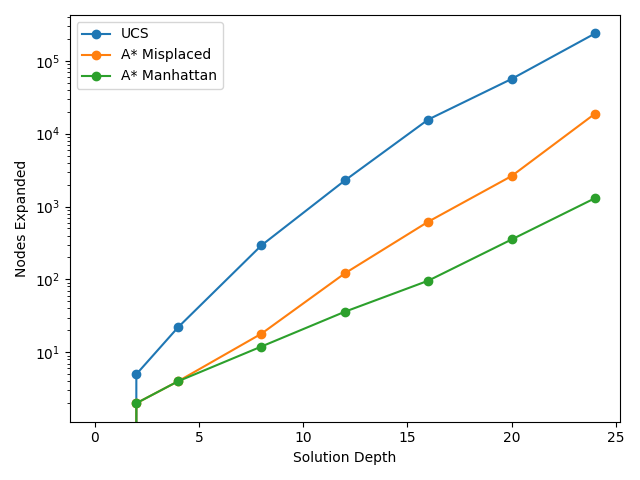 UCS
A* Misplaced
A* Manhattan
Nodes Expanded
10⁵
10⁴
10³
10²
10¹
0 5 10 15 20 25
Solution Depth